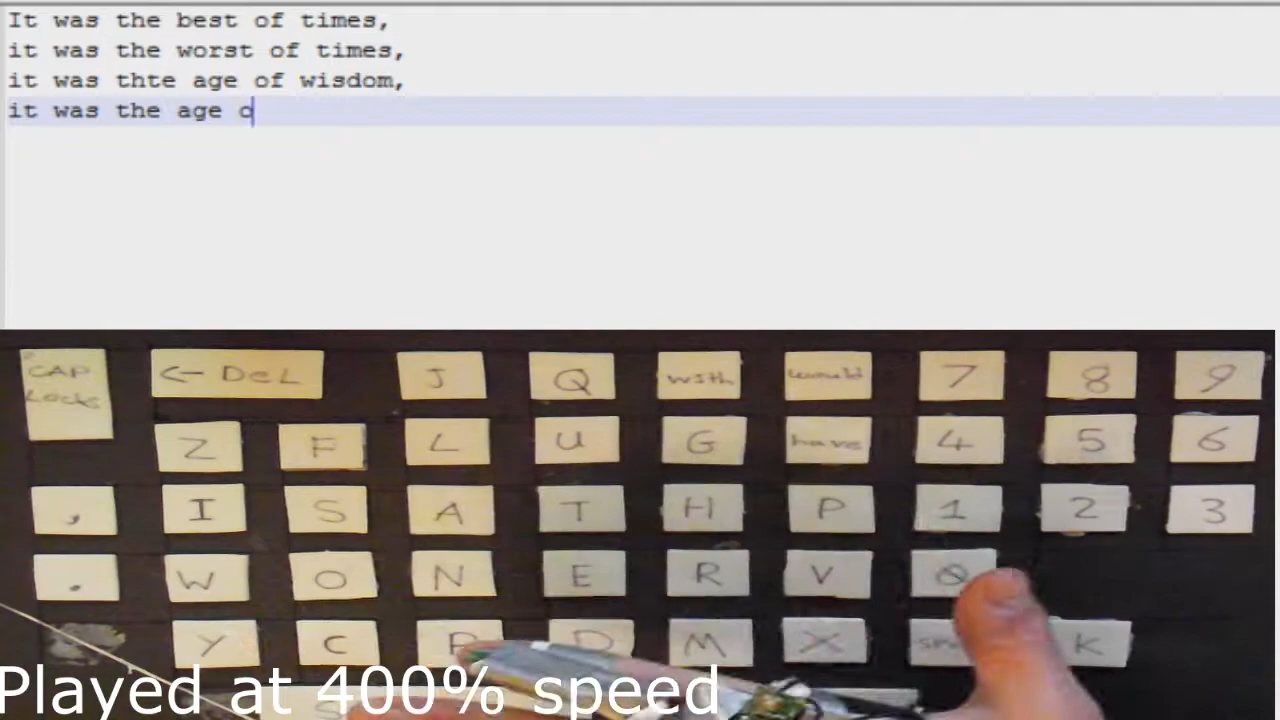 It was the best of times,
it was the worst of times,
it was thte age of wisdom,
it was the age o
CAP Locks <- DeL J Q with would 7 8 9
Z F L U G have 4 5 6
, I S A T H P 1 2 3
. W O N E R V 0
Y C D M X K
Played at 400% speed